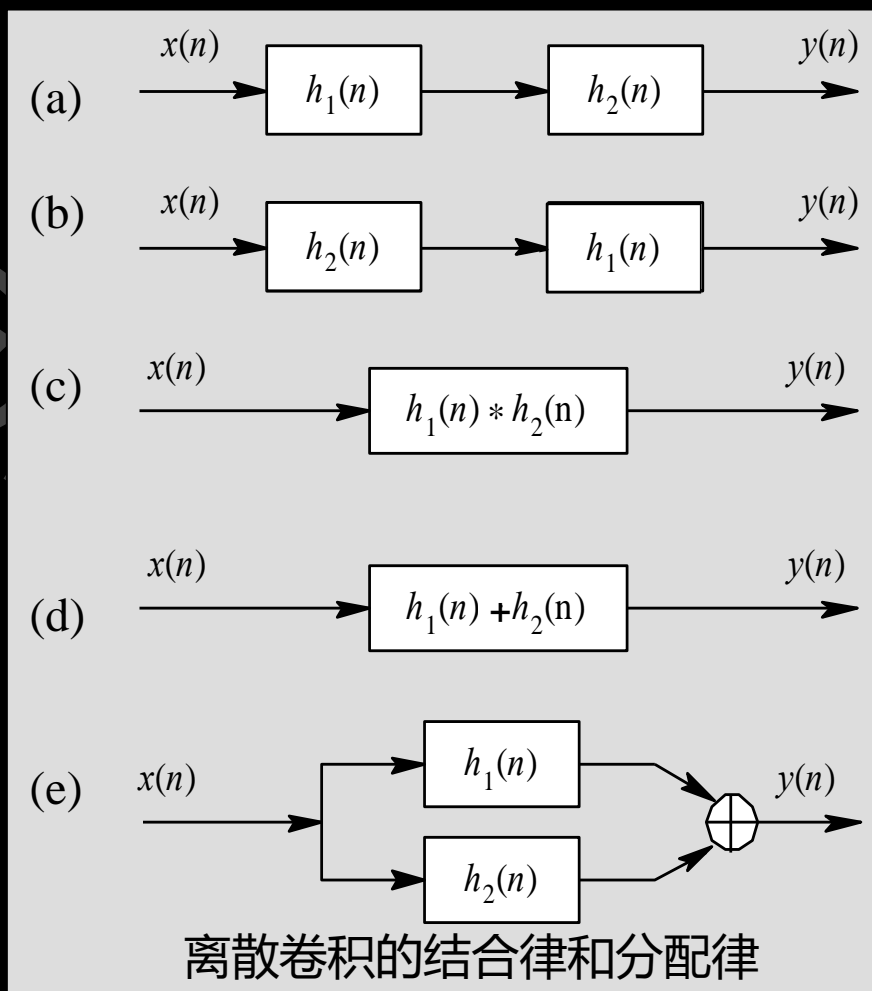 x(n) y(n)
(a) h₁(n) h₂(n)
x(n) y(n)
(b) h₂(n) h₁(n)
x(n) y(n)
(c) h₁(n) * h₂(n)
x(n) y(n)
(d) h₁(n) +h₂(n)
h₁(n)
(e) x(n) y(n)
h₂(n)
离散卷积的结合律和分配律